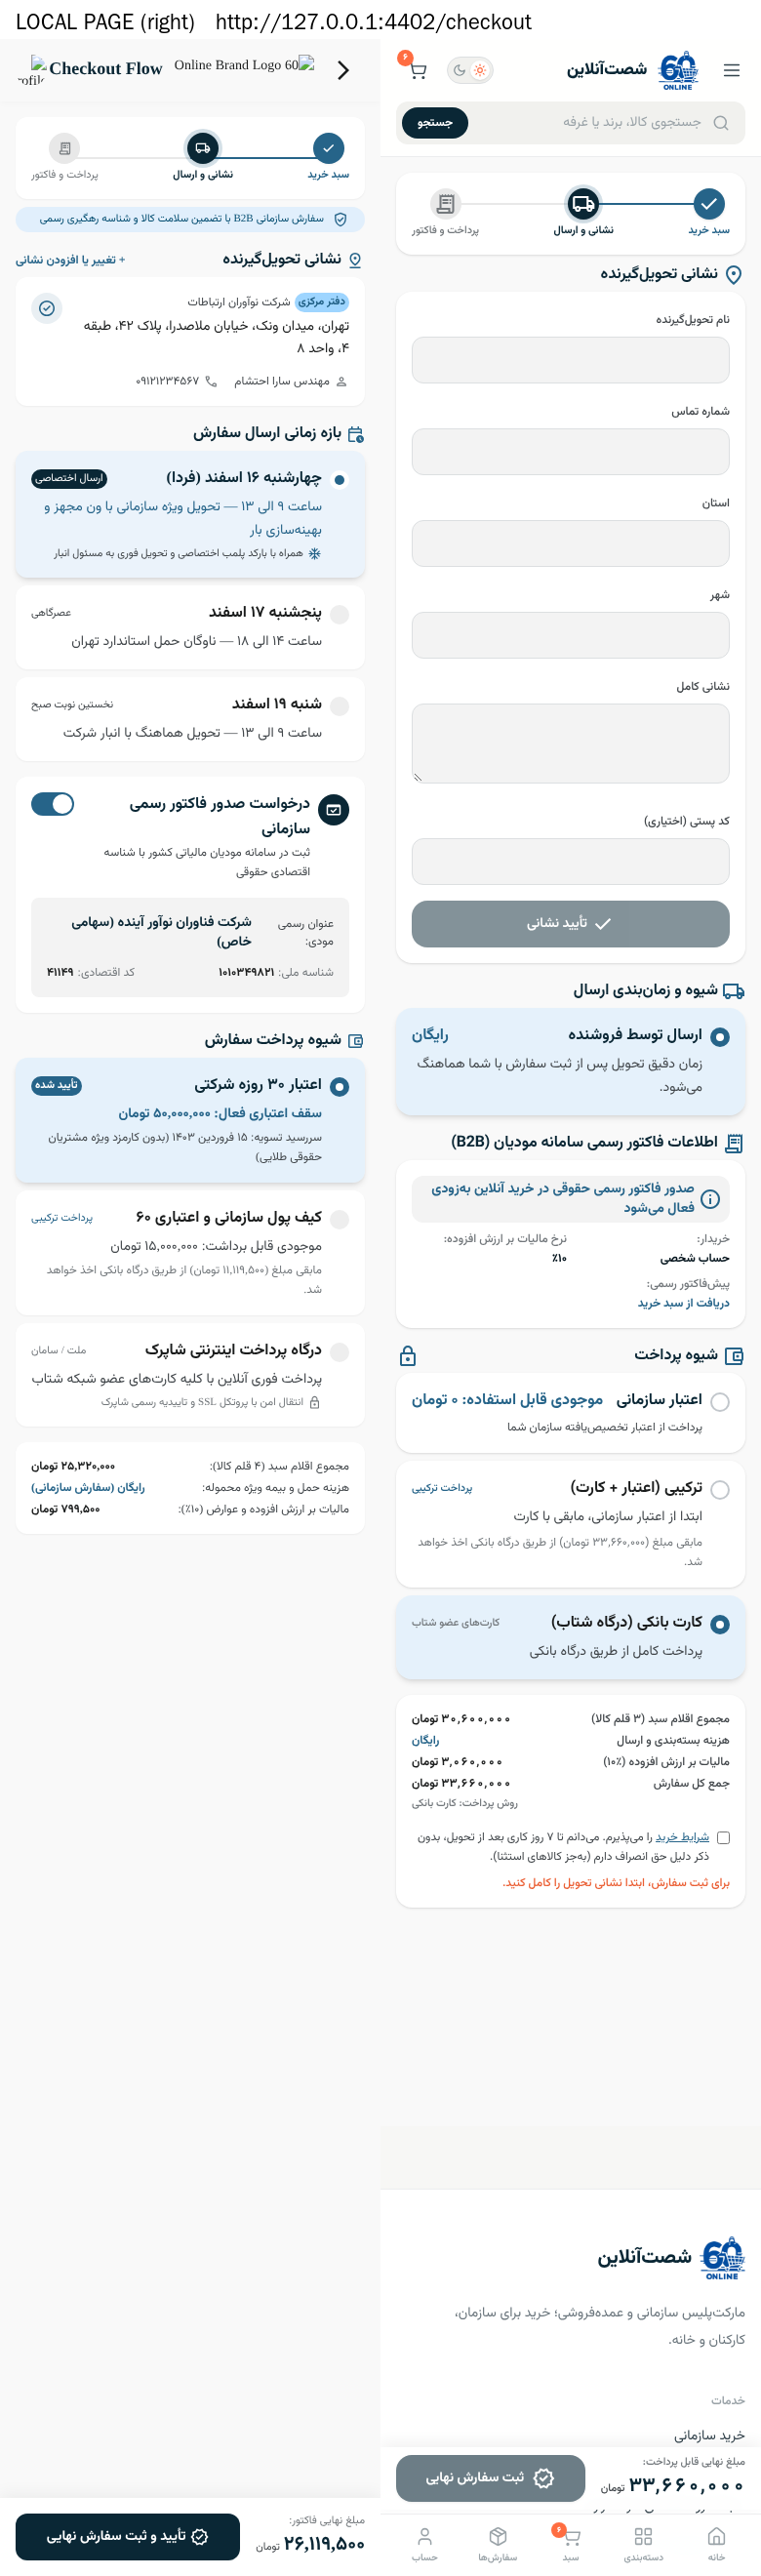 LOCAL PAGE (right) http://127.0.0.1:4402/checkout
شصت‌آنلاین
60
ONLINE
۶
جستجوی کالا، برند یا غرفه
جستجو
سبد خرید
نشانی و ارسال
پرداخت و فاکتور
نشانی تحویل‌گیرنده
نام تحویل‌گیرنده
شماره تماس
استان
شهر
نشانی کامل
کد پستی (اختیاری)
تأیید نشانی
شیوه و زمان‌بندی ارسال
ارسال توسط فروشنده
رایگان
زمان دقیق تحویل پس از ثبت سفارش با شما هماهنگ
می‌شود.
اطلاعات فاکتور رسمی سامانه مودیان (B2B)
صدور فاکتور رسمی حقوقی در خرید آنلاین به‌زودی
فعال می‌شود
خریدار:
نرخ مالیات بر ارزش افزوده:
حساب شخصی
۱۰٪
پیش‌فاکتور رسمی:
دریافت از سبد خرید
شیوه پرداخت
اعتبار سازمانی
موجودی قابل استفاده: ۰ تومان
پرداخت از اعتبار تخصیص‌یافته سازمان شما
ترکیبی (اعتبار + کارت)
پرداخت ترکیبی
ابتدا از اعتبار سازمانی، مابقی با کارت
مابقی مبلغ (۳۳,۶۶۰,۰۰۰ تومان) از طریق درگاه بانکی اخذ خواهد
شد.
کارت بانکی (درگاه شتاب)
کارت‌های عضو شتاب
پرداخت کامل از طریق درگاه بانکی
مجموع اقلام سبد (۳ قلم کالا)
۳۰,۶۰۰,۰۰۰ تومان
هزینه بسته‌بندی و ارسال
رایگان
مالیات بر ارزش افزوده (۱۰٪)
۳,۰۶۰,۰۰۰ تومان
جمع کل سفارش
۳۳,۶۶۰,۰۰۰ تومان
روش پرداخت: کارت بانکی
شرایط خرید را می‌پذیرم. می‌دانم تا ۷ روز کاری بعد از تحویل، بدون
ذکر دلیل حق انصراف دارم (به‌جز کالاهای استثنا).
برای ثبت سفارش، ابتدا نشانی تحویل را کامل کنید.
60
ONLINE
شصت‌آنلاین
مارکت‌پلیس سازمانی و عمده‌فروشی؛ خرید برای سازمان،
کارکنان و خانه.
خدمات
خرید سازمانی
مبلغ نهایی قابل پرداخت:
۳۳,۶۶۰,۰۰۰ تومان
ثبت سفارش نهایی
خانه
دسته‌بندی
۶
سبد
سفارش‌ها
حساب
60 Online Brand Logo
Checkout Flow
سبد خرید
نشانی و ارسال
پرداخت و فاکتور
سفارش سازمانی B2B با تضمین سلامت کالا و شناسه رهگیری رسمی
نشانی تحویل‌گیرنده
+ تغییر یا افزودن نشانی
دفتر مرکزی
شرکت نوآوران ارتباطات
تهران، میدان ونک، خیابان ملاصدرا، پلاک ۴۲، طبقه
۴، واحد ۸
مهندس سارا احتشام
۰۹۱۲۱۲۳۴۵۶۷
بازه زمانی ارسال سفارش
چهارشنبه ۱۶ اسفند (فردا)
ارسال اختصاصی
ساعت ۹ الی ۱۳ — تحویل ویژه سازمانی با ون مجهز و
بهینه‌سازی بار
همراه با بارکد پلمب اختصاصی و تحویل فوری به مسئول انبار
پنجشنبه ۱۷ اسفند
عصرگاهی
ساعت ۱۴ الی ۱۸ — ناوگان حمل استاندارد تهران
شنبه ۱۹ اسفند
نخستین نوبت صبح
ساعت ۹ الی ۱۳ — تحویل هماهنگ با انبار شرکت
درخواست صدور فاکتور رسمی
سازمانی
ثبت در سامانه مودیان مالیاتی کشور با شناسه
اقتصادی حقوقی
عنوان رسمی
مودی:
شرکت فناوران نوآور آینده (سهامی
خاص)
شناسه ملی: ۱۰۱۰۳۴۹۸۲۱
کد اقتصادی: ۴۱۱۴۹
شیوه پرداخت سفارش
اعتبار ۳۰ روزه شرکتی
تأیید شده
سقف اعتباری فعال: ۵۰,۰۰۰,۰۰۰ تومان
سررسید تسویه: ۱۵ فروردین ۱۴۰۳ (بدون کارمزد ویژه مشتریان
حقوقی طلایی)
کیف پول سازمانی و اعتباری ۶۰
پرداخت ترکیبی
موجودی قابل برداشت: ۱۵,۰۰۰,۰۰۰ تومان
مابقی مبلغ (۱۱,۱۱۹,۵۰۰ تومان) از طریق درگاه بانکی اخذ خواهد
شد.
درگاه پرداخت اینترنتی شاپرک
ملت / سامان
پرداخت فوری آنلاین با کلیه کارت‌های عضو شبکه شتاب
انتقال امن با پروتکل SSL و تاییدیه رسمی شاپرک
مجموع اقلام سبد (۴ قلم کالا):
۲۵,۳۲۰,۰۰۰ تومان
هزینه حمل و بیمه ویژه محموله:
رایگان (سفارش سازمانی)
مالیات بر ارزش افزوده و عوارض (۱۰٪):
۷۹۹,۵۰۰ تومان
مبلغ نهایی فاکتور:
۲۶,۱۱۹,۵۰۰ تومان
تأیید و ثبت سفارش نهایی